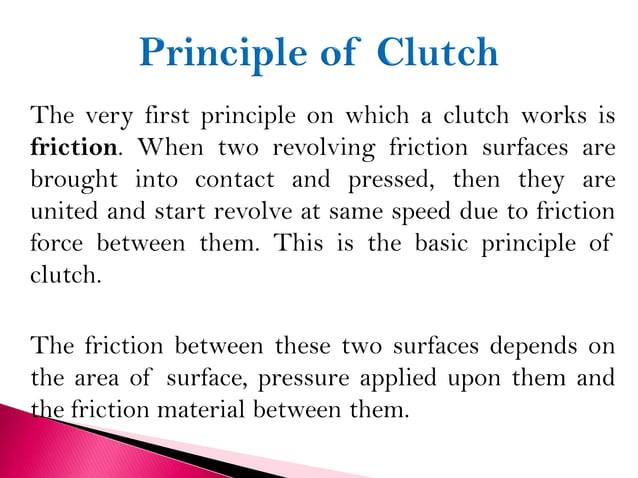 Principle of Clutch
The very first principle on which a clutch works is
friction. When two revolving friction surfaces are
brought into contact and pressed, then they are
united and start revolve at same speed due to friction
force between them. This is the basic principle of
clutch.
The friction between these two surfaces depends on
the area of surface, pressure applied upon them and
the friction material between them.